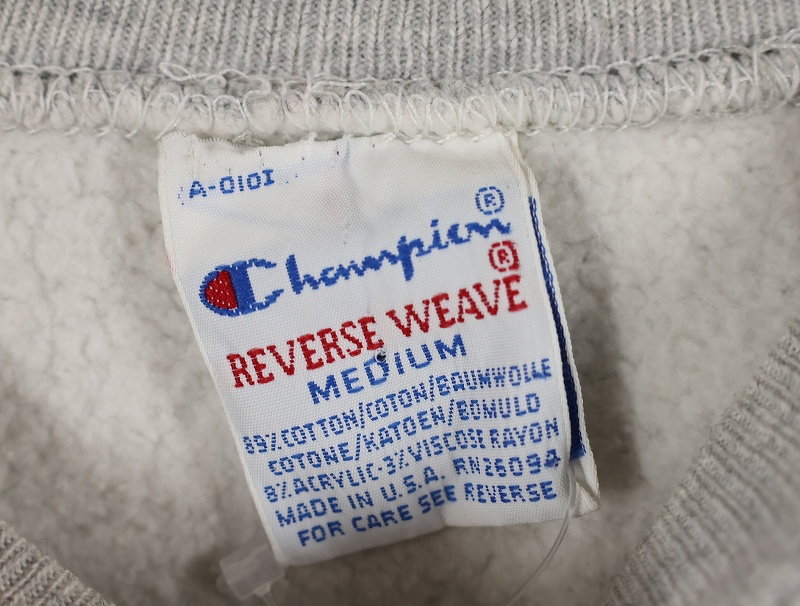 A-0101
®
Champion
®
REVERSE WEAVE
MEDIUM
89% COTTON/COTON/BAUMWOLLE
COTONE/KATOEN/BOMULD
8% ACRYLIC-3% VISCOSE RAYON
MADE IN U.S.A. RN26094
FOR CARE SEE REVERSE